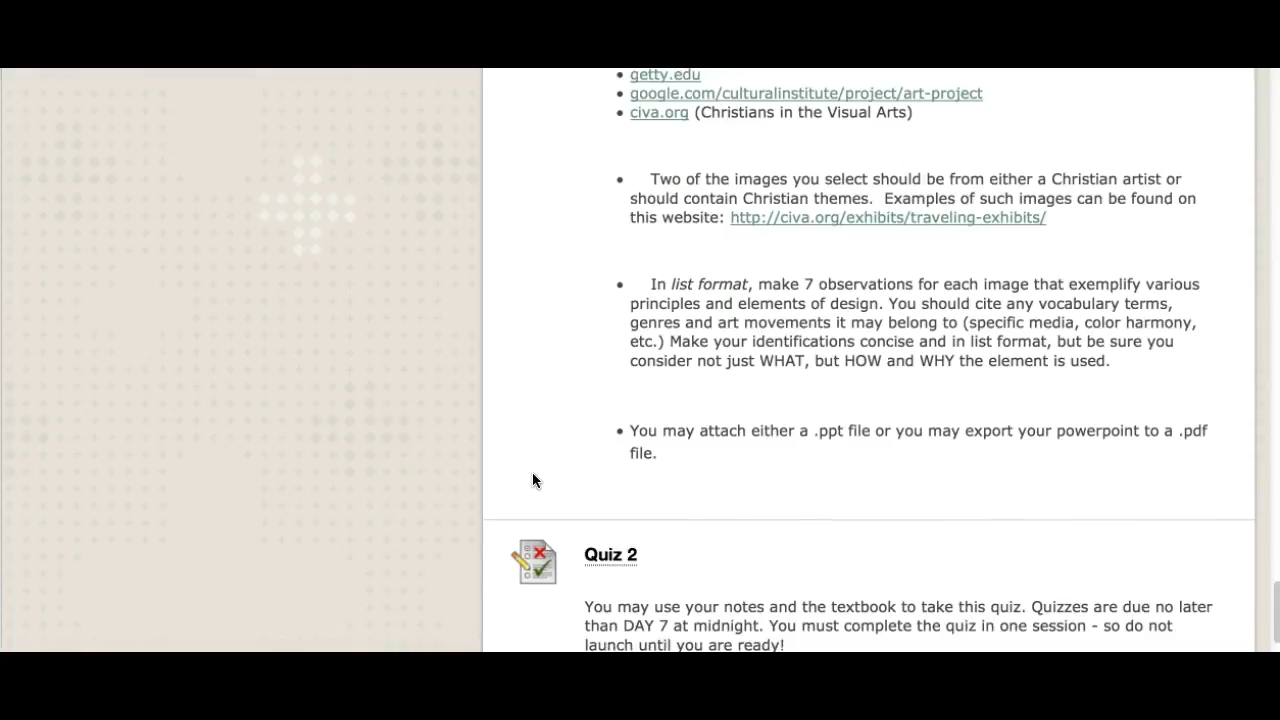 getty.edu
google.com/culturalinstitute/project/art-project
civa.org (Christians in the Visual Arts)
Two of the images you select should be from either a Christian artist or
should contain Christian themes.  Examples of such images can be found on
this website: http://civa.org/exhibits/traveling-exhibits/
In list format, make 7 observations for each image that exemplify various
principles and elements of design. You should cite any vocabulary terms,
genres and art movements it may belong to (specific media, color harmony,
etc.) Make your identifications concise and in list format, but be sure you
consider not just WHAT, but HOW and WHY the element is used.
You may attach either a .ppt file or you may export your powerpoint to a .pdf
file.
Quiz 2
You may use your notes and the textbook to take this quiz. Quizzes are due no later
than DAY 7 at midnight. You must complete the quiz in one session - so do not
launch until you are ready!